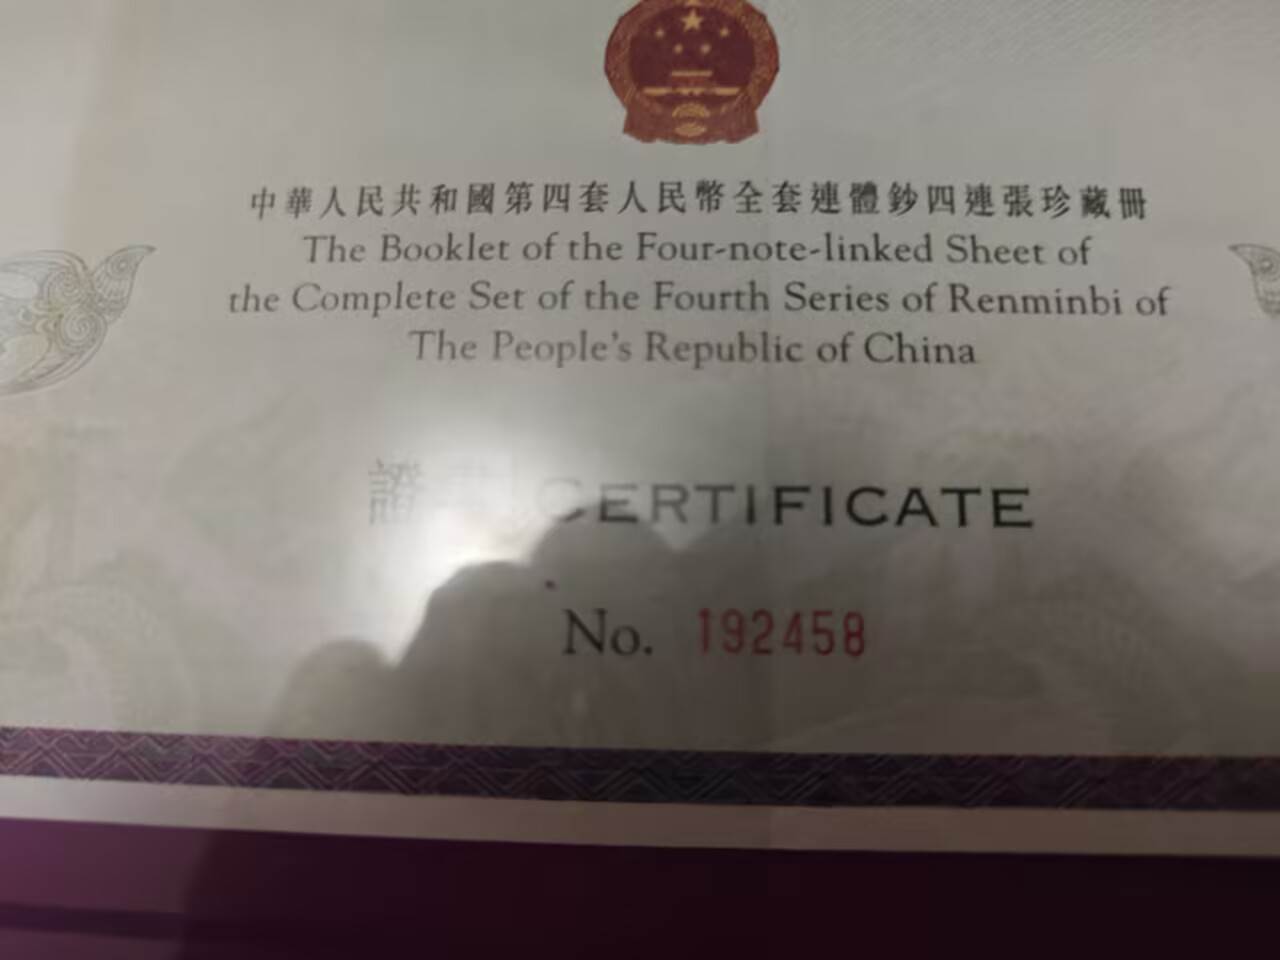 中華人民共和國第四套人民幣全套連體鈔四連張珍藏冊
The Booklet of the Four-note-linked Sheet of
the Complete Set of the Fourth Series of Renminbi of
The People's Republic of China
證 CERTIFICATE
No. 192458